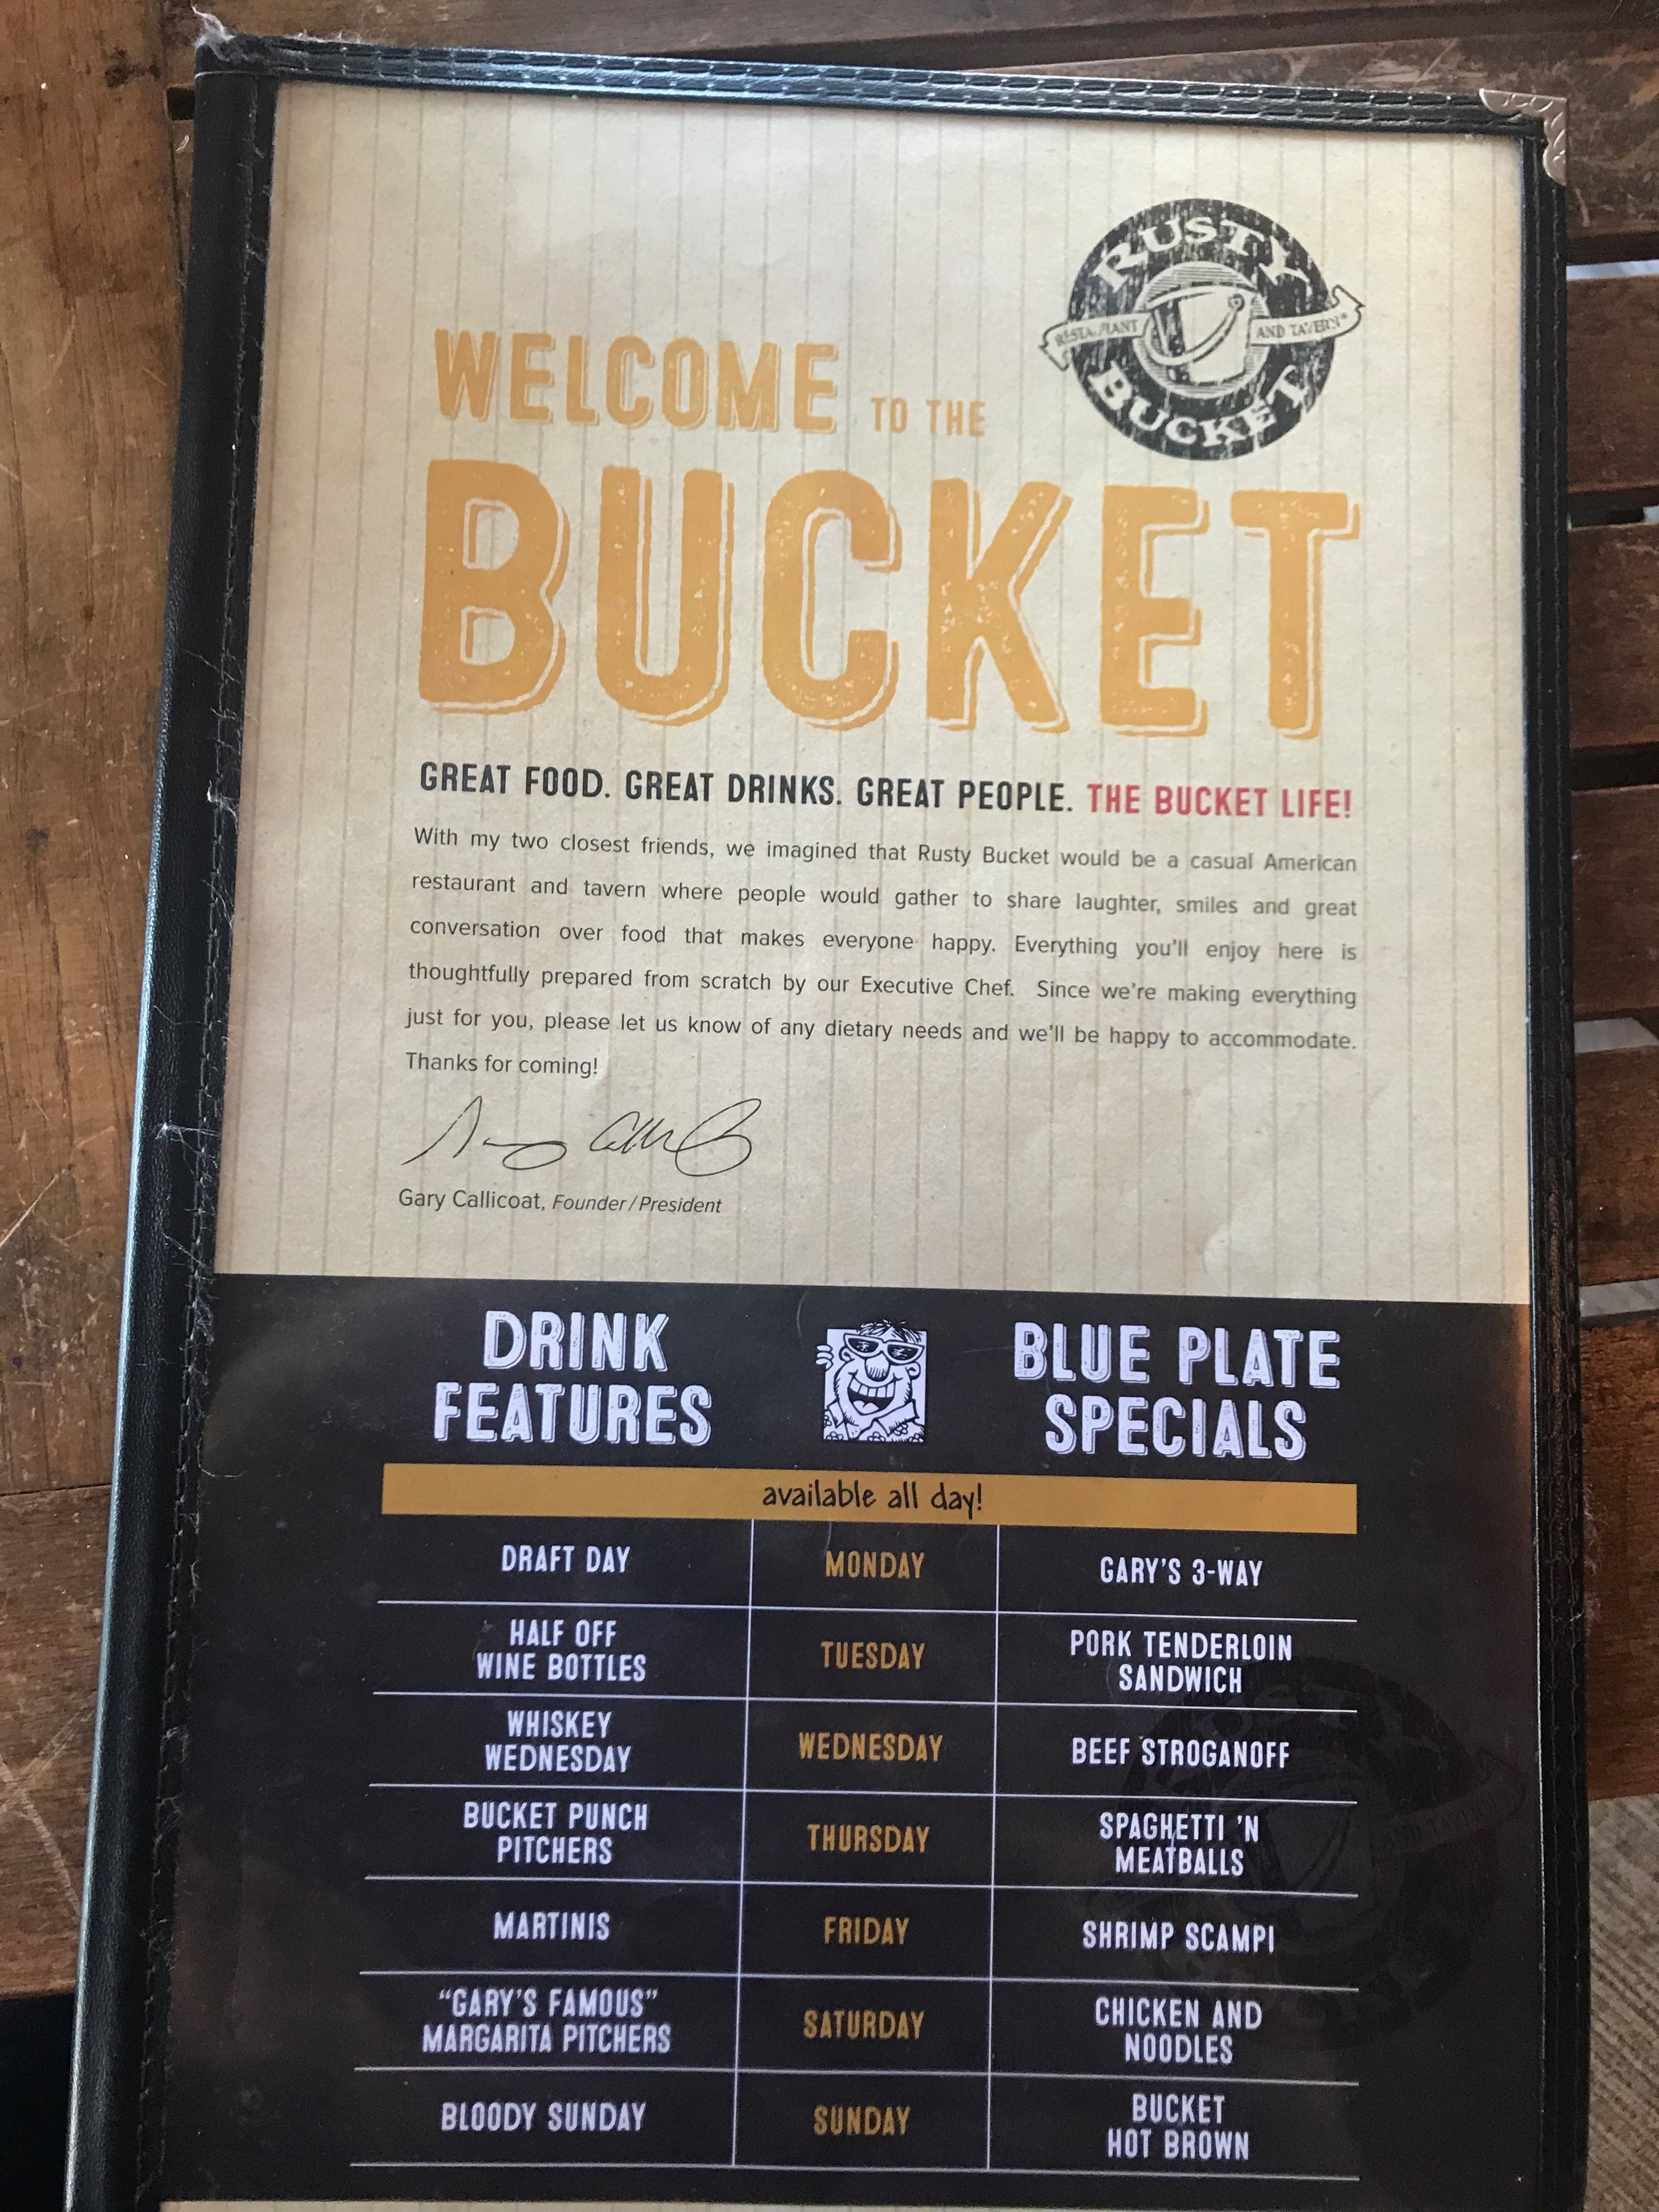 RUSTY
RESTAURANT AND TAVERN®
BUCKET
WELCOME TO THE
BUCKET
GREAT FOOD. GREAT DRINKS. GREAT PEOPLE. THE BUCKET LIFE!
With my two closest friends, we imagined that Rusty Bucket would be a casual American
restaurant and tavern where people would gather to share laughter, smiles and great
conversation over food that makes everyone happy. Everything you'll enjoy here is
thoughtfully prepared from scratch by our Executive Chef. Since we're making everything
just for you, please let us know of any dietary needs and we'll be happy to accommodate.
Thanks for coming!
Gary Callicoat, Founder/President
DRINK
FEATURES
BLUE PLATE
SPECIALS
available all day!
DRAFT DAY MONDAY GARY'S 3-WAY
HALF OFF
WINE BOTTLES
TUESDAY
PORK TENDERLOIN
SANDWICH
WHISKEY
WEDNESDAY
WEDNESDAY
BEEF STROGANOFF
BUCKET PUNCH
PITCHERS
THURSDAY
SPAGHETTI 'N
MEATBALLS
MARTINIS FRIDAY SHRIMP SCAMPI
"GARY'S FAMOUS"
MARGARITA PITCHERS
SATURDAY
CHICKEN AND
NOODLES
BLOODY SUNDAY
SUNDAY
BUCKET
HOT BROWN